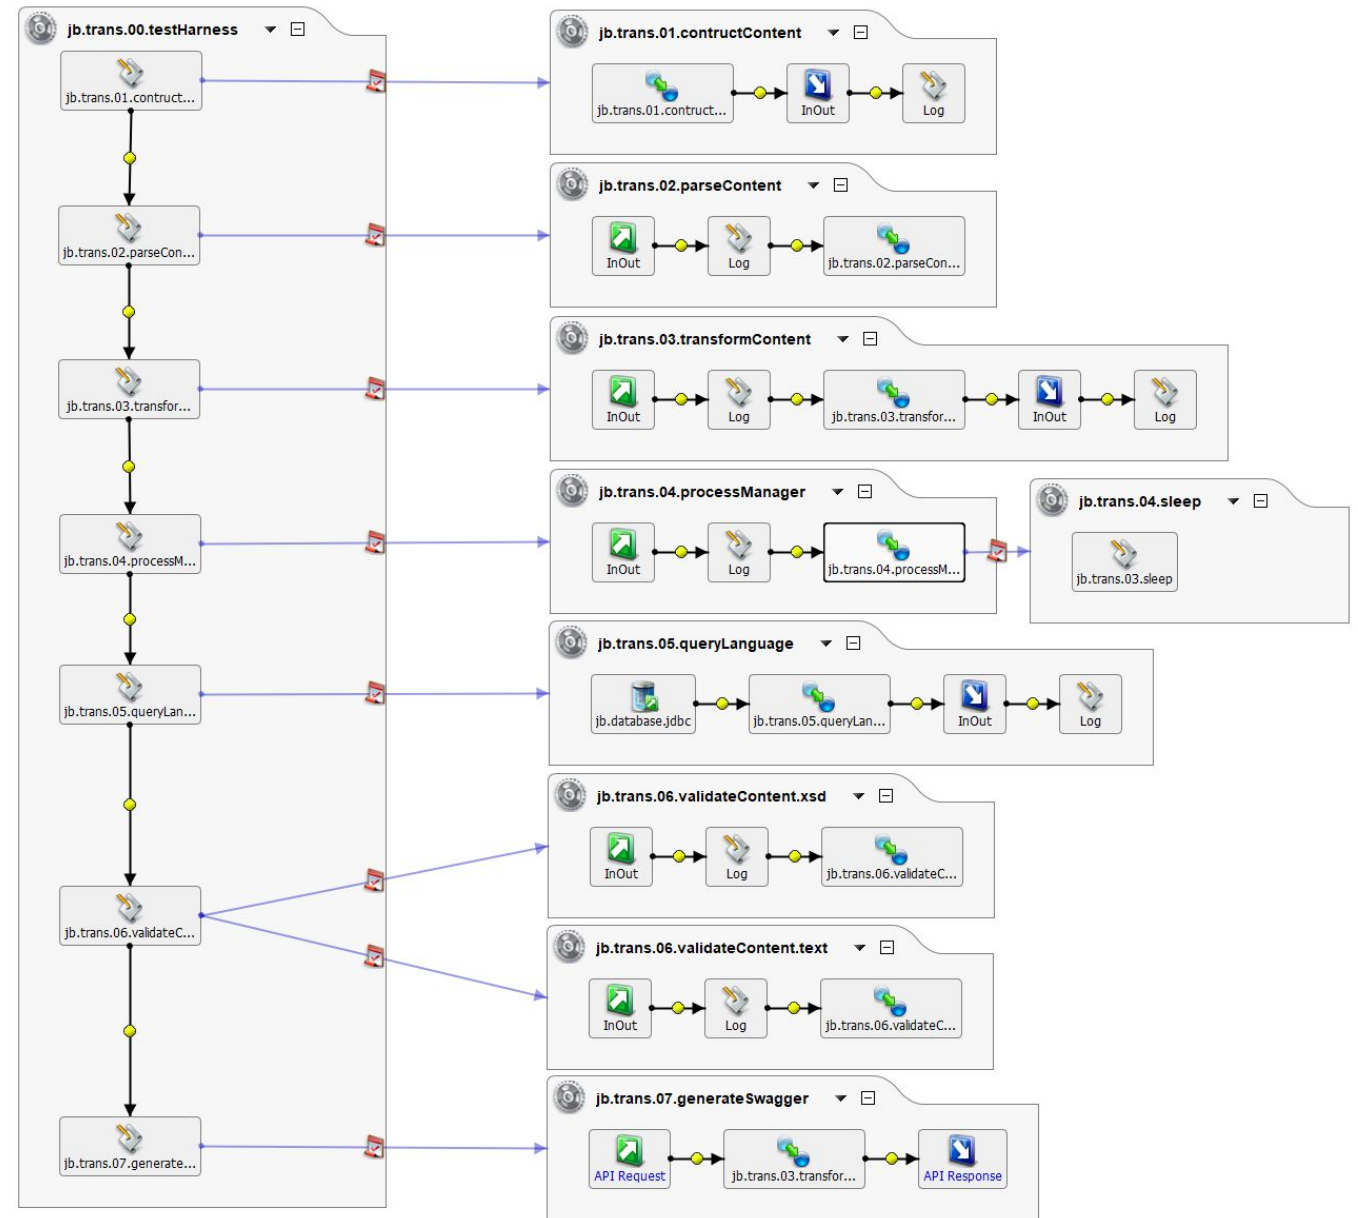 jb.trans.00.testHarness
jb.trans.01.contruct...
jb.trans.02.parseCon...
jb.trans.03.transfor...
jb.trans.04.processM...
jb.trans.05.queryLan...
jb.trans.06.validateC...
jb.trans.07.generate...
jb.trans.01.contructContent
jb.trans.01.contruct...
InOut
Log
jb.trans.02.parseContent
InOut
Log
jb.trans.02.parseCon...
jb.trans.03.transformContent
InOut
Log
jb.trans.03.transfor...
InOut
Log
jb.trans.04.processManager
InOut
Log
jb.trans.04.processM...
jb.trans.04.sleep
jb.trans.03.sleep
jb.trans.05.queryLanguage
jb.database.jdbc
jb.trans.05.queryLan...
InOut
Log
jb.trans.06.validateContent.xsd
InOut
Log
jb.trans.06.validateC...
jb.trans.06.validateContent.text
InOut
Log
jb.trans.06.validateC...
jb.trans.07.generateSwagger
API Request
jb.trans.03.transfor...
API Response